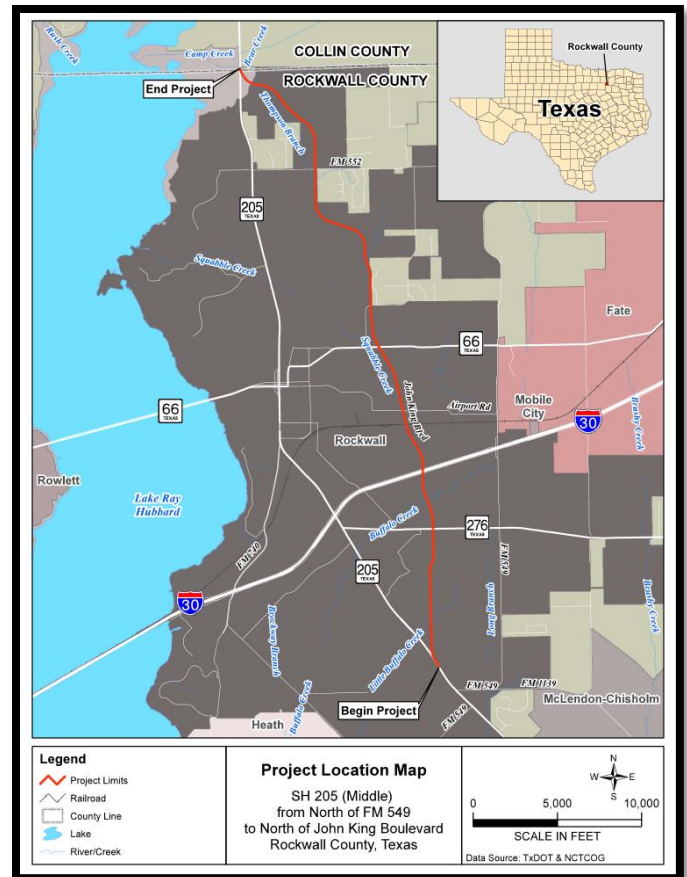 Rush Creek
Camp Creek
Bear Creek
COLLIN COUNTY
ROCKWALL COUNTY
End Project
Thompson Branch
FM 552
Rockwall County
Texas
205
TEXAS
Squabble Creek
Fate
66
TEXAS
Squabble Creek
John King Blvd
Airport Rd
Mobile
City
30
Brushy Creek
66
TEXAS
Rockwall
Rowlett
Lake Ray
Hubbard
Buffalo Creek
276
TEXAS
FM 740
205
TEXAS
FM 549
Long Branch
Brushy Creek
30
Brockway Branch
Little Buffalo Creek
Buffalo Creek
Begin Project
FM 549
FM 1139
FM 549
McLendon-Chisholm
Heath
Legend
Project Limits
Railroad
County Line
Lake
River/Creek
Project Location Map
SH 205 (Middle)
from North of FM 549
to North of John King Boulevard
Rockwall County, Texas
N
W
E
S
0
5,000
10,000
SCALE IN FEET
Data Source: TxDOT & NCTCOG